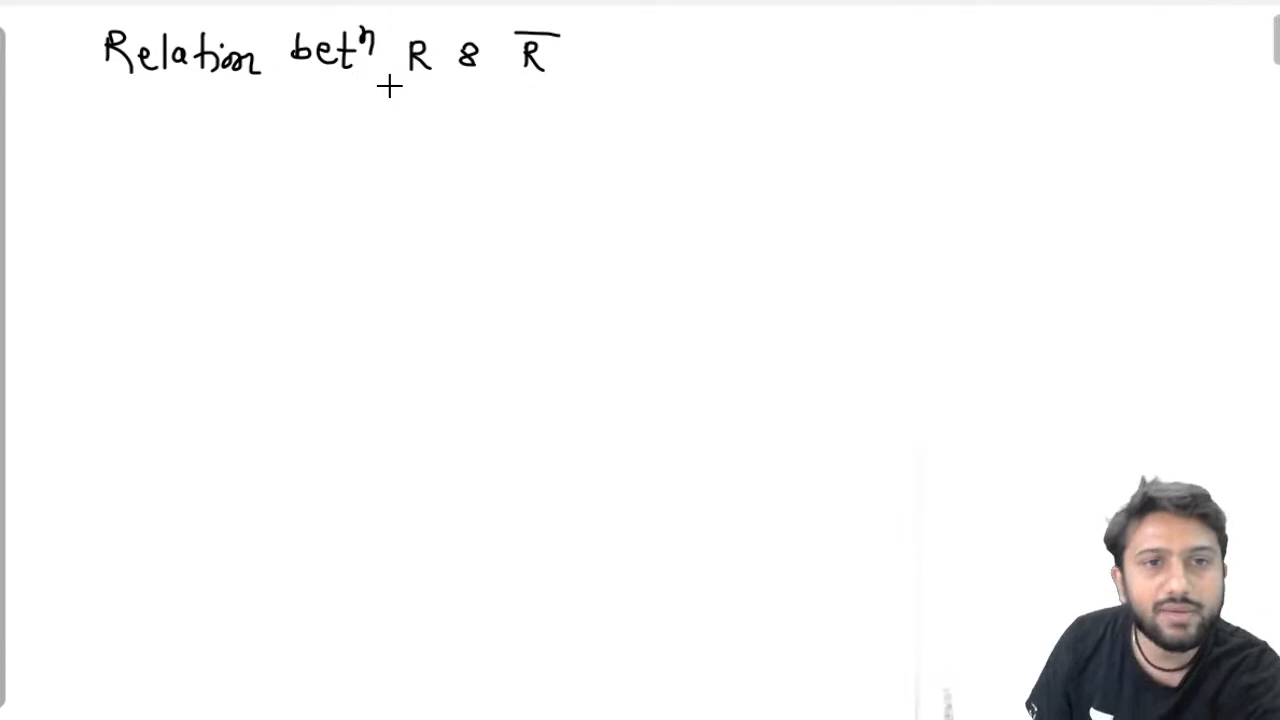 Relation betⁿ R & R̅